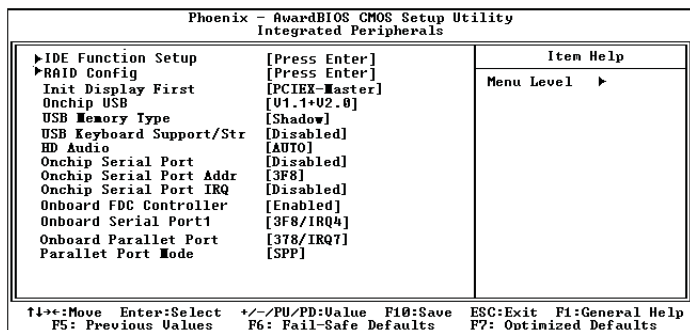 Phoenix - AwardBIOS CMOS Setup Utility
Integrated Peripherals
▶IDE Function Setup [Press Enter]
▶RAID Config [Press Enter]
Init Display First [PCIEX-Master]
Onchip USB [V1.1+V2.0]
USB Memory Type [Shadow]
USB Keyboard Support/Str [Disabled]
HD Audio [AUTO]
Onchip Serial Port [Disabled]
Onchip Serial Port Addr [3F8]
Onchip Serial Port IRQ [Disabled]
Onboard FDC Controller [Enabled]
Onboard Serial Port1 [3F8/IRQ4]
Onboard Parallet Port [378/IRQ7]
Parallet Port Mode [SPP]
Item Help
Menu Level ▶
↑↓→←:Move Enter:Select +/-/PU/PD:Value F10:Save ESC:Exit F1:General Help
F5: Previous Values F6: Fail-Safe Defaults F7: Optimized Defaults